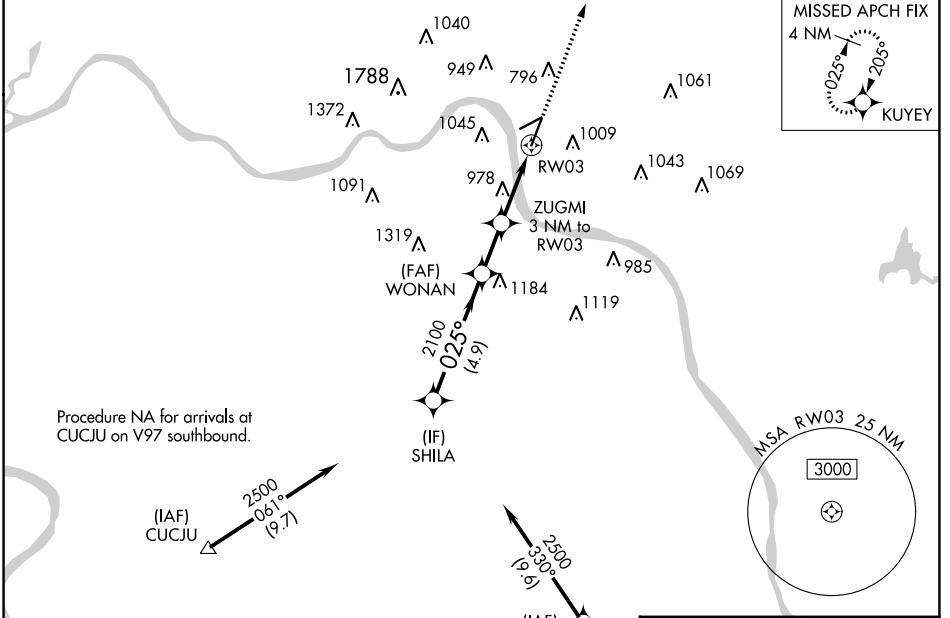 MISSED APCH FIX
4 NM
025°
205°
KUYEY
1040
949
796
1788
1061
1372
1045
1009
RW03
1043
1069
1091
978
ZUGMI
3 NM to
RW03
1319
985
(FAF)
WONAN
1184
1119
2100
025°
(4.9)
(IF)
SHILA
Procedure NA for arrivals at
CUCJU on V97 southbound.
MSA RW03 25 NM
3000
2500
061°
(9.7)
(IAF)
CUCJU
2500
330°
(9.6)